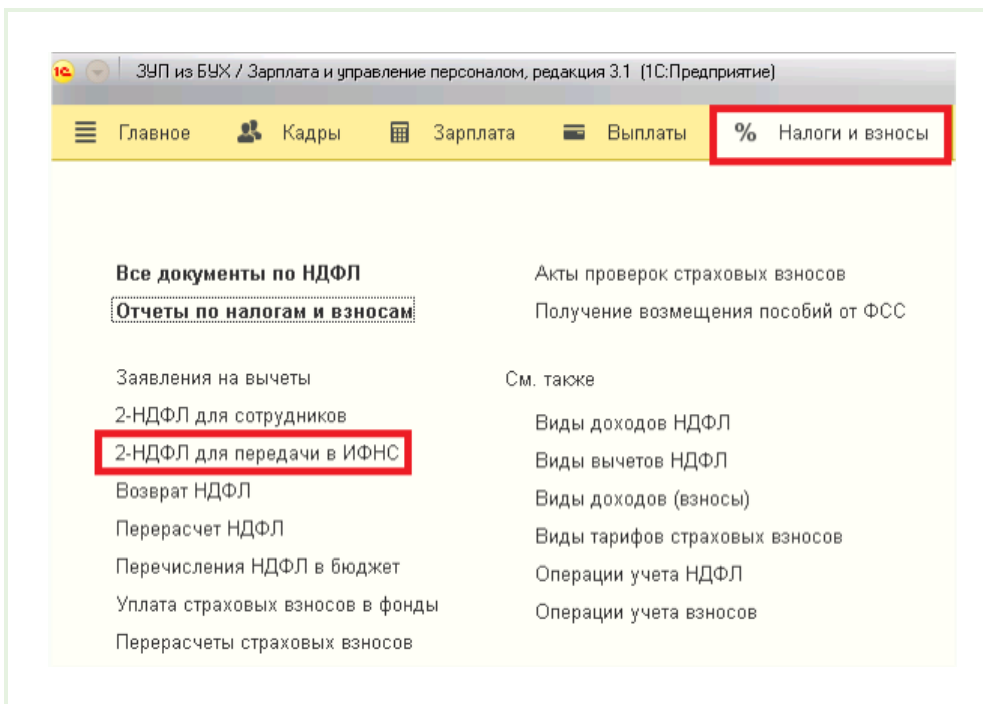 1С ЗУП из БУХ / Зарплата и управление персоналом, редакция 3.1 (1С:Предприятие)
Главное Кадры Зарплата Выплаты % Налоги и взносы
Все документы по НДФЛ
Отчеты по налогам и взносам
Заявления на вычеты
2-НДФЛ для сотрудников
2-НДФЛ для передачи в ИФНС
Возврат НДФЛ
Перерасчет НДФЛ
Перечисления НДФЛ в бюджет
Уплата страховых взносов в фонды
Перерасчеты страховых взносов
Акты проверок страховых взносов
Получение возмещения пособий от ФСС
См. также
Виды доходов НДФЛ
Виды вычетов НДФЛ
Виды доходов (взносы)
Виды тарифов страховых взносов
Операции учета НДФЛ
Операции учета взносов